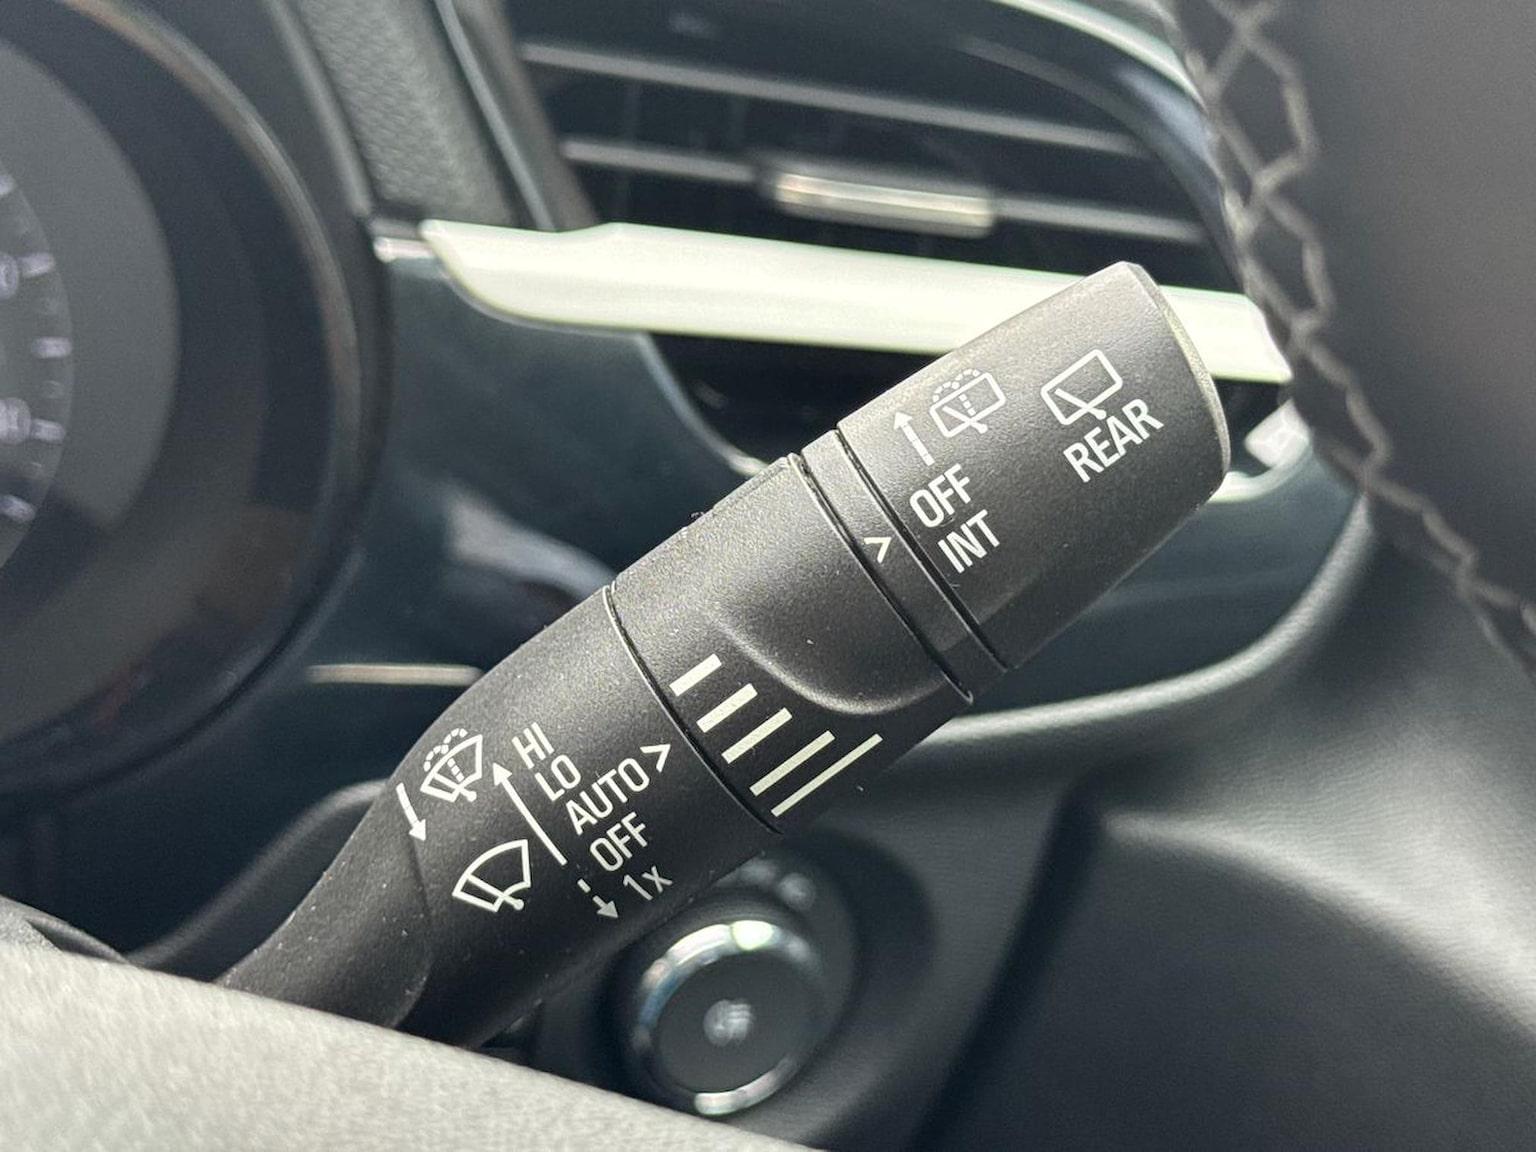 REAR
OFF
INT
HI
LO
AUTO
OFF
1x